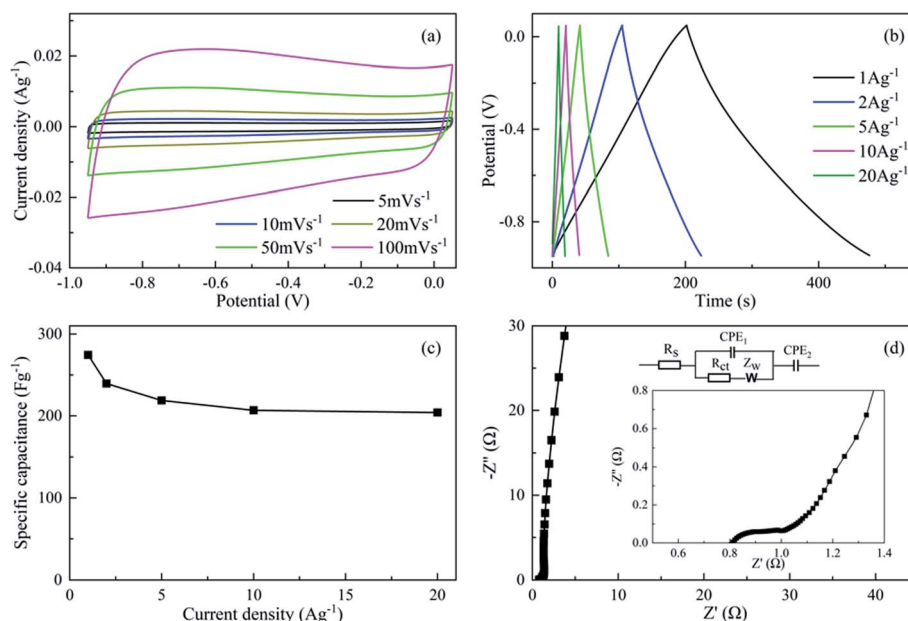 (a)
0.02
0.00
-0.02
-0.04
Current density (Ag⁻¹)
5mVs⁻¹
10mVs⁻¹ 20mVs⁻¹
50mVs⁻¹ 100mVs⁻¹
-1.0 -0.8 -0.6 -0.4 -0.2 0.0
Potential (V)
(b)
0.0
-0.4
-0.8
Potential (V)
1Ag⁻¹
2Ag⁻¹
5Ag⁻¹
10Ag⁻¹
20Ag⁻¹
0 200 400
Time (s)
(c)
300
250
200
150
100
50
0
Specific capacitance (Fg⁻¹)
0 5 10 15 20
Current density (Ag⁻¹)
(d)
30
20
10
0
-Z'' (Ω)
CPE₁
R_S
R_ct Z_W CPE₂
0.8
0.6
0.4
0.2
0.0
-Z'' (Ω)
0.6 0.8 1.0 1.2 1.4
Z' (Ω)
0 10 20 30 40
Z' (Ω)